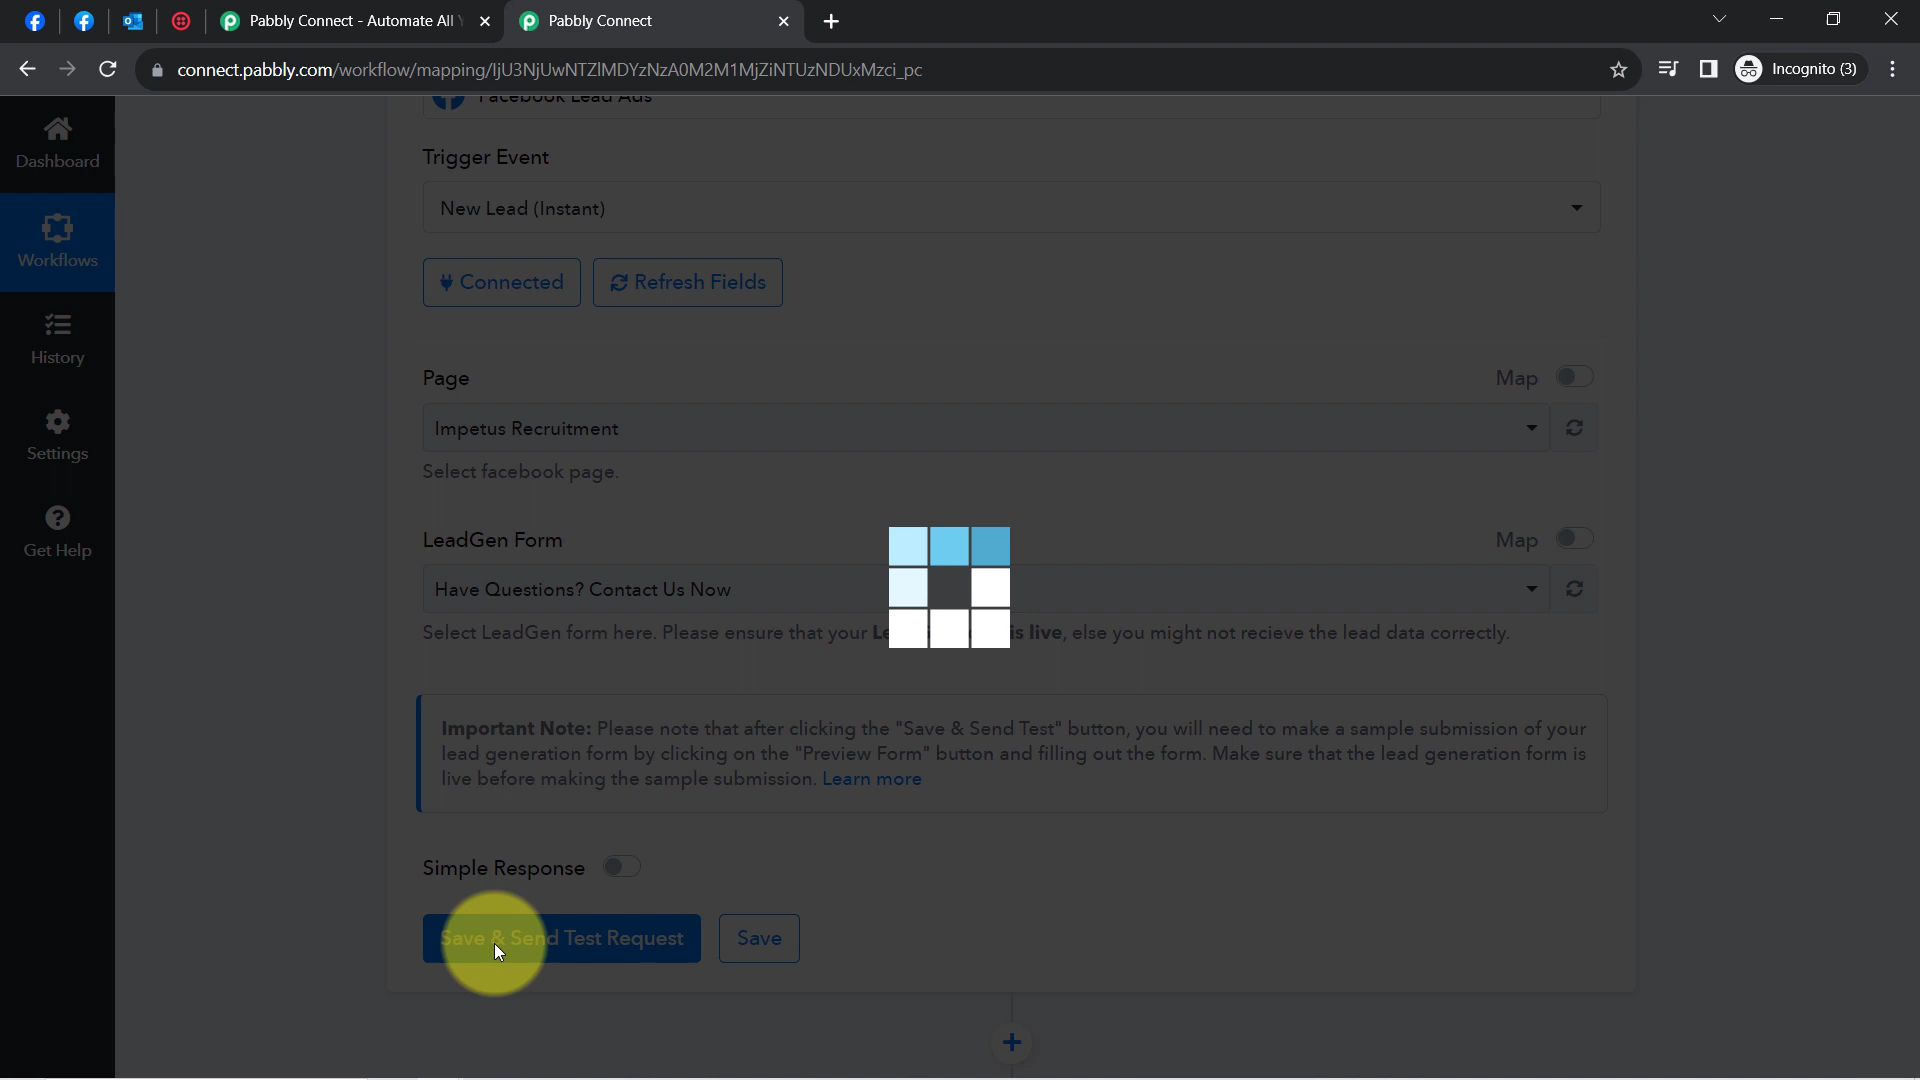 Pabbly Connect - Automate All Y
Pabbly Connect
connect.pabbly.com/workflow/mapping/IjU3NjUwNTZlMDYzNzA0M2M1MjZiNTUzNDUxMzci_pc
Incognito (3)
Dashboard
Workflows
History
Settings
Get Help
Facebook Lead Ads
Trigger Event
New Lead (Instant)
Connected
Refresh Fields
Page
Map
Impetus Recruitment
Select facebook page.
LeadGen Form
Map
Have Questions? Contact Us Now
Select LeadGen form here. Please ensure that your is live, else you might not recieve the lead data correctly.
Important Note: Please note that after clicking the "Save & Send Test" button, you will need to make a sample submission of your
lead generation form by clicking on the "Preview Form" button and filling out the form. Make sure that the lead generation form is
live before making the sample submission. Learn more
Simple Response
Save & Send Test Request
Save